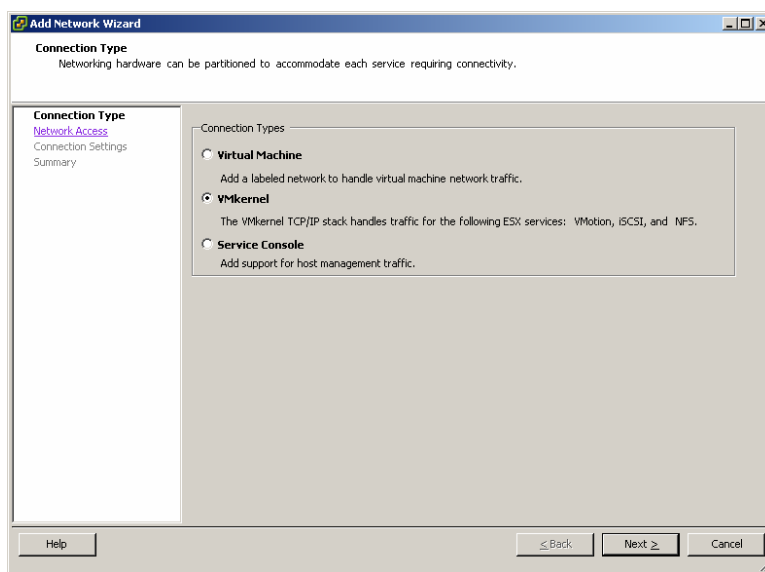 Add Network Wizard
Connection Type
Networking hardware can be partitioned to accommodate each service requiring connectivity.
Connection Type
Network Access
Connection Settings
Summary
Connection Types
Virtual Machine
Add a labeled network to handle virtual machine network traffic.
VMkernel
The VMkernel TCP/IP stack handles traffic for the following ESX services: VMotion, iSCSI, and NFS.
Service Console
Add support for host management traffic.
Help
≤ Back
Next ≥
Cancel